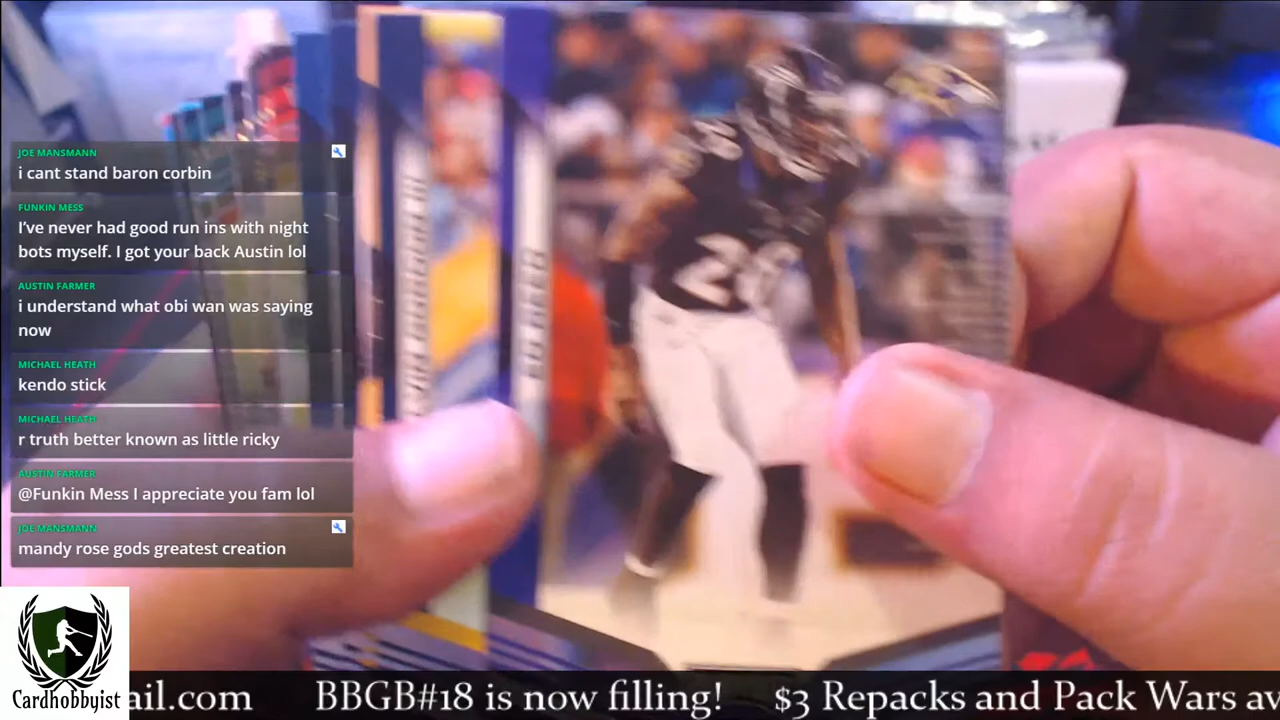 JOE MANSMANN
i cant stand baron corbin
FUNKIN MESS
I've never had good run ins with night
bots myself. I got your back Austin lol
AUSTIN FARMER
i understand what obi wan was saying
now
MICHAEL HEATH
kendo stick
MICHAEL HEATH
r truth better known as little ricky
AUSTIN FARMER
@Funkin Mess I appreciate you fam lol
JOE MANSMANN
mandy rose gods greatest creation
ED REED
26
Cardhobbyist
ail.com BBGB#18 is now filling! $3 Repacks and Pack Wars av